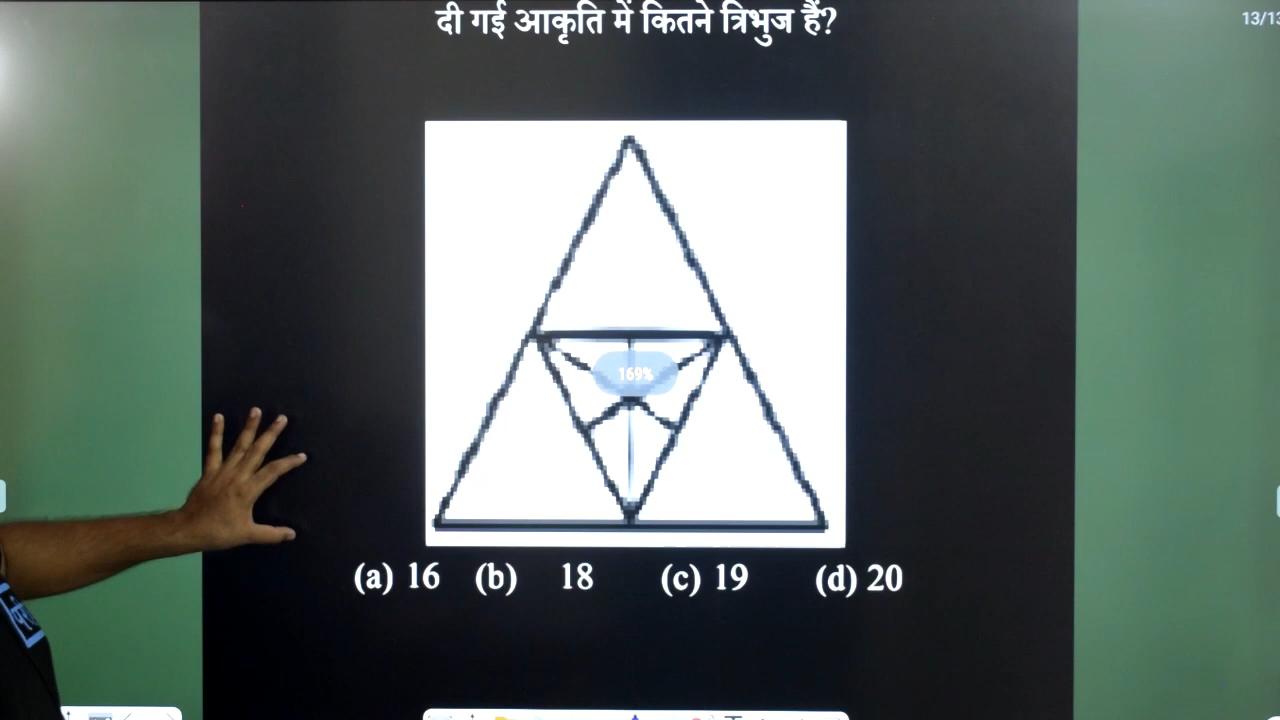 दी गई आकृति में कितने त्रिभुज हैं?
13/13
169%
(a) 16 (b) 18 (c) 19 (d) 20